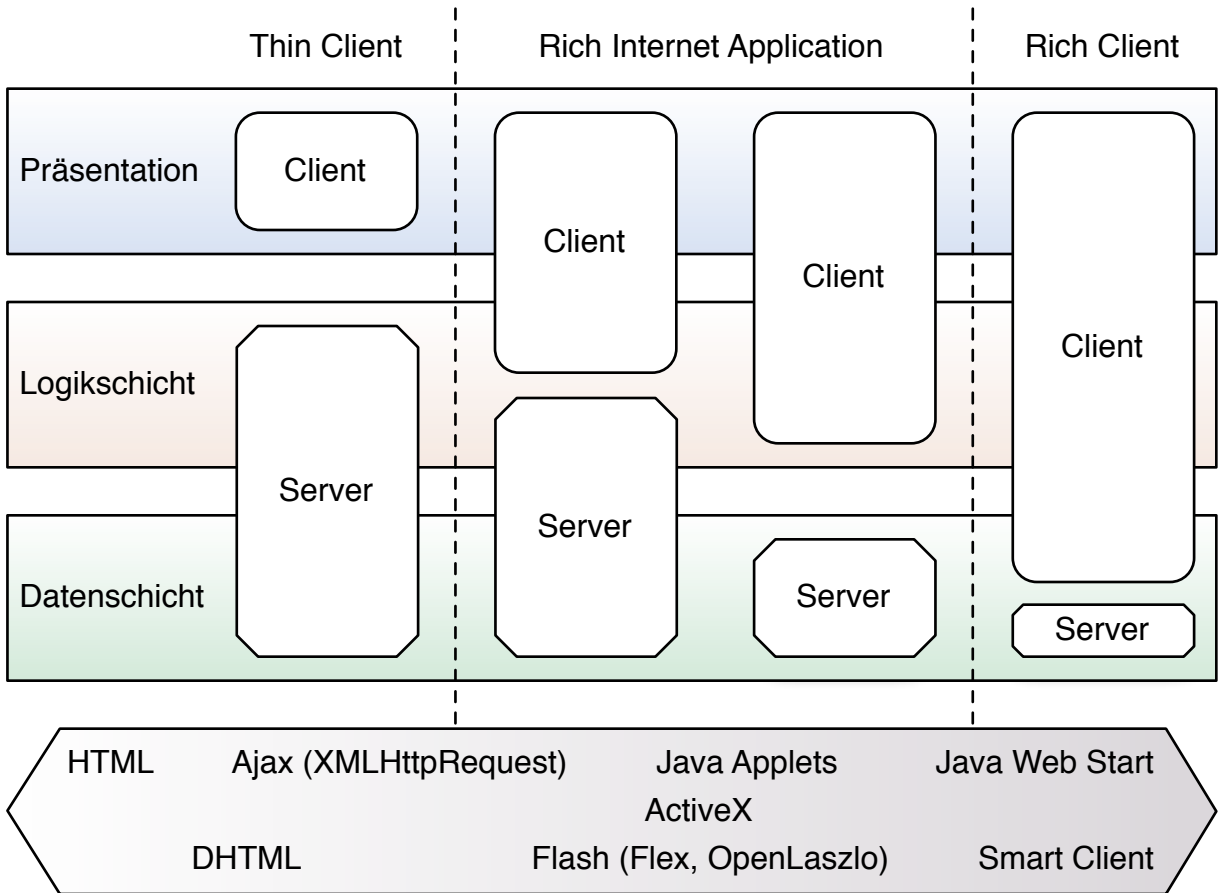 Thin Client
Rich Internet Application
Rich Client
Präsentation
Client
Client
Client
Client
Logikschicht
Server
Server
Datenschicht
Server
Server
HTML
Ajax (XMLHttpRequest)
Java Applets
Java Web Start
ActiveX
DHTML
Flash (Flex, OpenLaszlo)
Smart Client